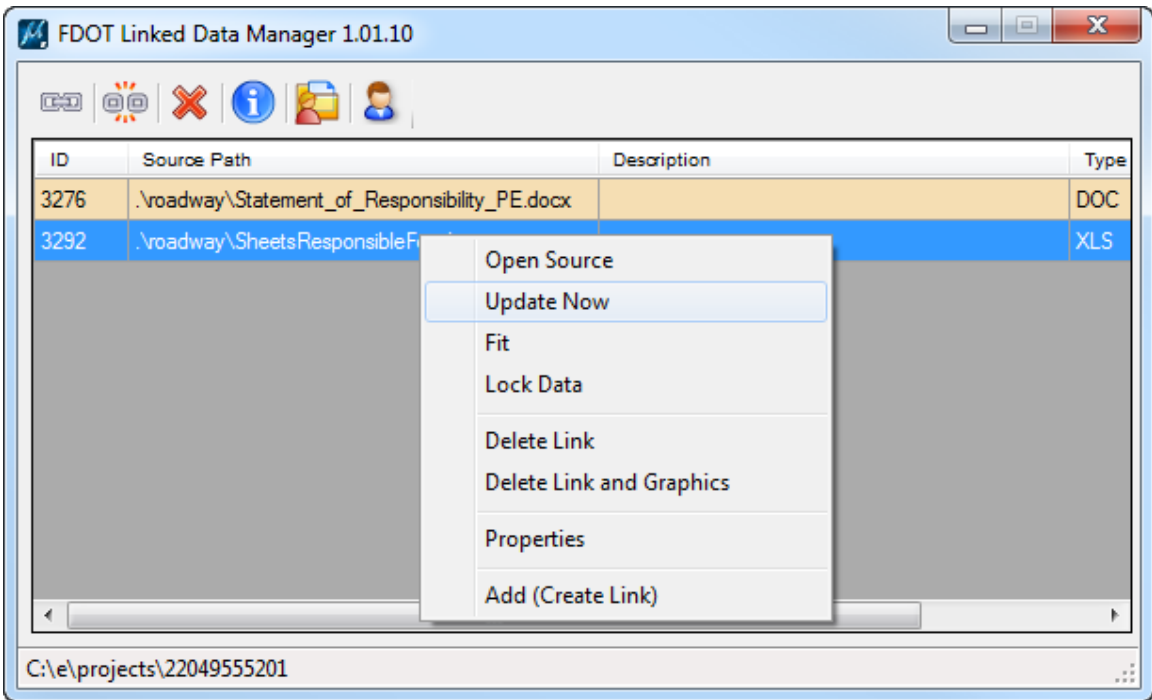 FDOT Linked Data Manager 1.01.10
ID Source Path Description Type
3276 .\roadway\Statement_of_Responsibility_PE.docx DOC
3292 .\roadway\SheetsResponsibleF XLS
Open Source
Update Now
Fit
Lock Data
Delete Link
Delete Link and Graphics
Properties
Add (Create Link)
C:\e\projects\22049555201